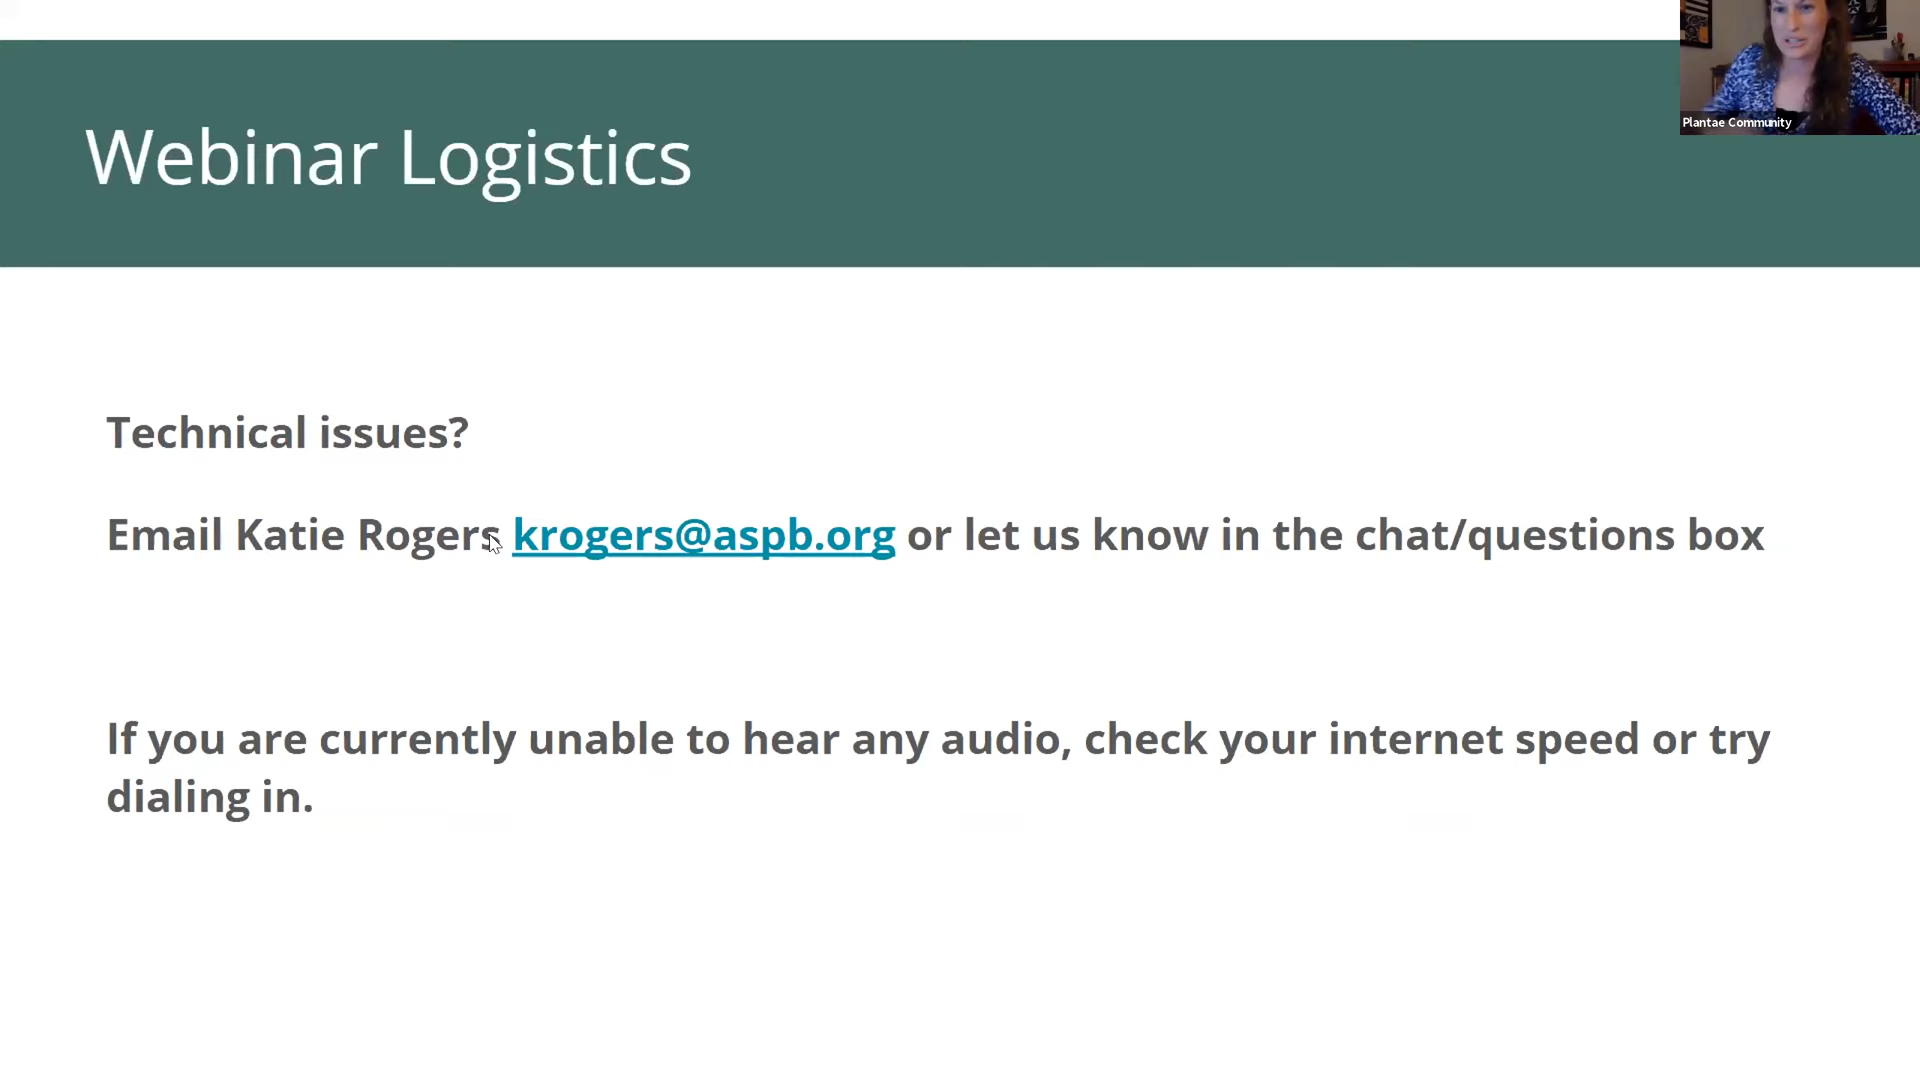 Webinar Logistics
Plantae Community
Technical issues?
Email Katie Rogers krogers@aspb.org or let us know in the chat/questions box
If you are currently unable to hear any audio, check your internet speed or try
dialing in.